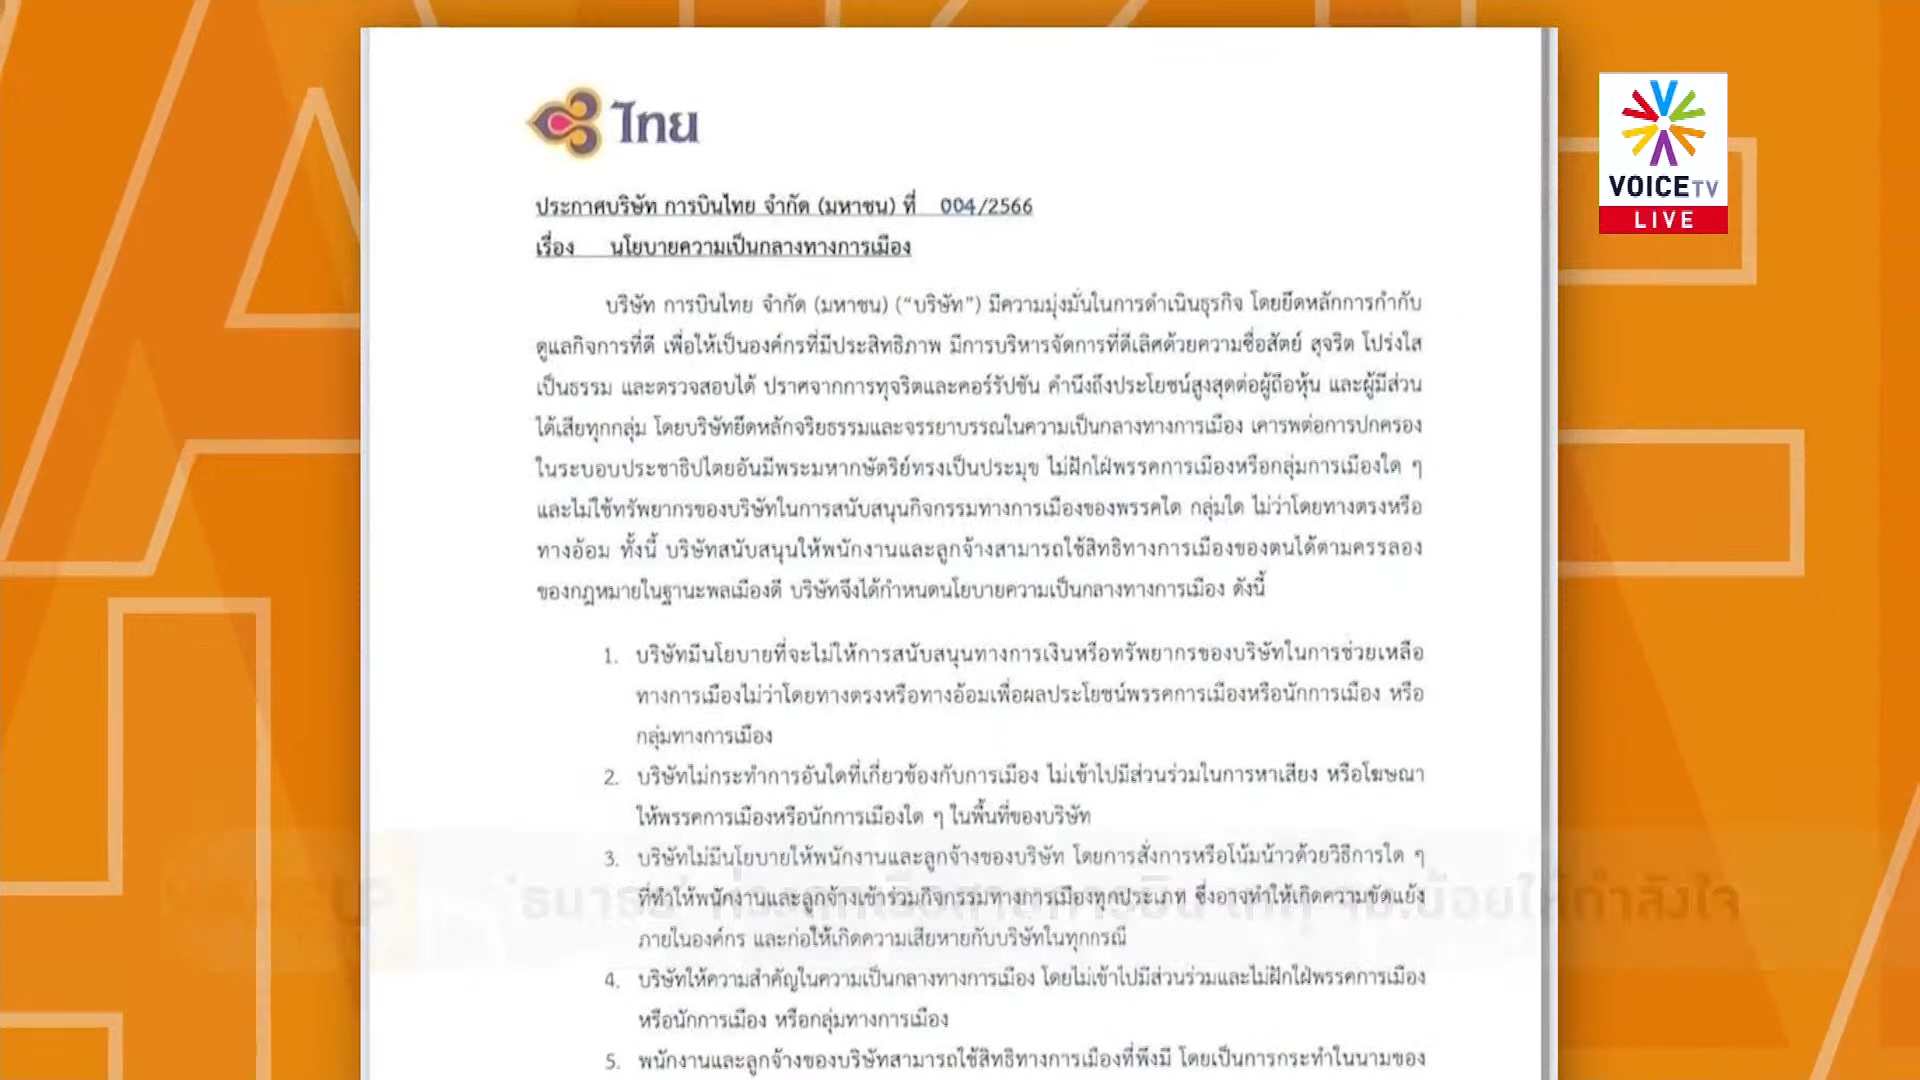 ไทย
VOICE TV
LIVE
ประกาศบริษัท การบินไทย จำกัด (มหาชน) ที่ 004/2566
เรื่อง นโยบายความเป็นกลางทางการเมือง
บริษัท การบินไทย จำกัด (มหาชน) (“บริษัท”) มีความมุ่งมั่นในการดำเนินธุรกิจ โดยยึดหลักการกำกับ
ดูแลกิจการที่ดี เพื่อให้เป็นองค์กรที่มีประสิทธิภาพ มีการบริหารจัดการที่ดีเลิศด้วยความซื่อสัตย์ สุจริต โปร่งใส
เป็นธรรม และตรวจสอบได้ ปราศจากการทุจริตและคอร์รัปชัน คำนึงถึงประโยชน์สูงสุดต่อผู้ถือหุ้น และผู้มีส่วน
ได้เสียทุกกลุ่ม โดยบริษัทยึดหลักจริยธรรมและจรรยาบรรณในความเป็นกลางทางการเมือง เคารพต่อการปกครอง
ในระบอบประชาธิปไตยอันมีพระมหากษัตริย์ทรงเป็นประมุข ไม่ฝักใฝ่พรรคการเมืองหรือกลุ่มการเมืองใด ๆ
และไม่ใช้ทรัพยากรของบริษัทในการสนับสนุนกิจกรรมทางการเมืองของพรรคใด กลุ่มใด ไม่ว่าโดยทางตรงหรือ
ทางอ้อม ทั้งนี้ บริษัทสนับสนุนให้พนักงานและลูกจ้างสามารถใช้สิทธิทางการเมืองของตนได้ตามครรลอง
ของกฎหมายในฐานะพลเมืองดี บริษัทจึงได้กำหนดนโยบายความเป็นกลางทางการเมือง ดังนี้
1. บริษัทมีนโยบายที่จะไม่ให้การสนับสนุนทางการเงินหรือทรัพยากรของบริษัทในการช่วยเหลือ
ทางการเมืองไม่ว่าโดยทางตรงหรือทางอ้อมเพื่อผลประโยชน์พรรคการเมืองหรือนักการเมือง หรือ
กลุ่มทางการเมือง
2. บริษัทไม่กระทำการอันใดที่เกี่ยวข้องกับการเมือง ไม่เข้าไปมีส่วนร่วมในการหาเสียง หรือโฆษณา
ให้พรรคการเมืองหรือนักการเมืองใด ๆ ในพื้นที่ของบริษัท
3. บริษัทไม่มีนโยบายให้พนักงานและลูกจ้างของบริษัท โดยการสั่งการหรือโน้มน้าวด้วยวิธีการใด ๆ
ที่ทำให้พนักงานและลูกจ้างเข้าร่วมกิจกรรมทางการเมืองทุกประเภท ซึ่งอาจทำให้เกิดความขัดแย้ง
ภายในองค์กร และก่อให้เกิดความเสียหายกับบริษัทในทุกกรณี
4. บริษัทให้ความสำคัญในความเป็นกลางทางการเมือง โดยไม่เข้าไปมีส่วนร่วมและไม่ฝักใฝ่พรรคการเมือง
หรือนักการเมือง หรือกลุ่มทางการเมือง
5. พนักงานและลูกจ้างของบริษัทสามารถใช้สิทธิทางการเมืองที่พึงมี โดยเป็นการกระทำในนามของ